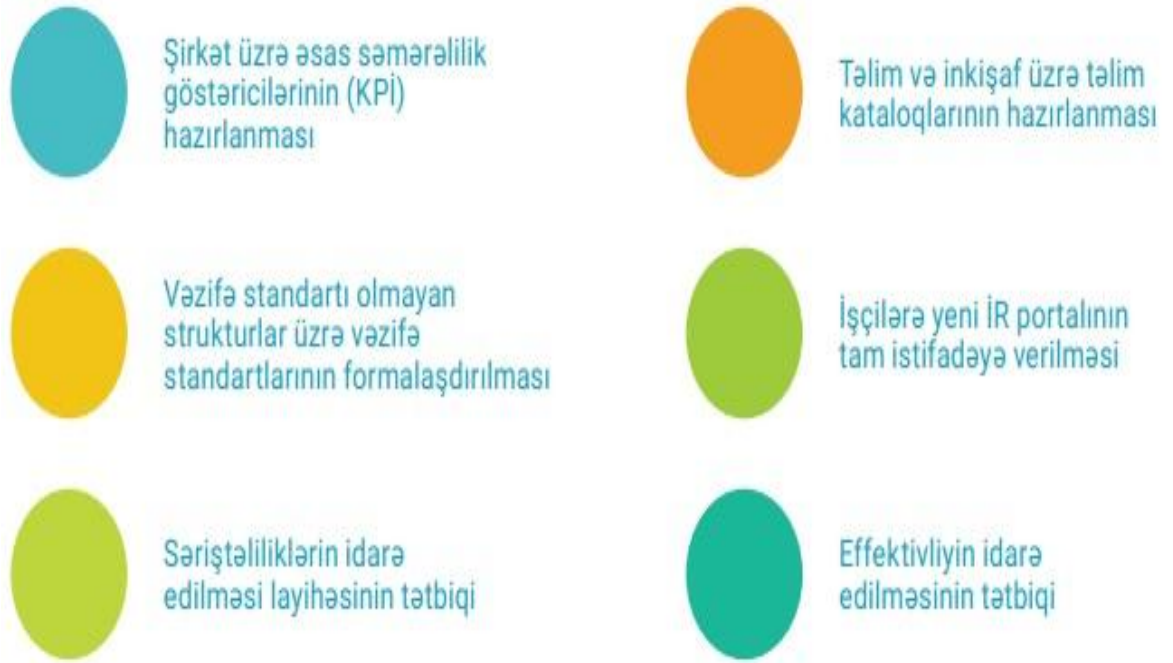 Şirkət üzrə əsas səmərəlilik
göstəricilərinin (KPİ)
hazırlanması
Təlim və inkişaf üzrə təlim
kataloqlarının hazırlanması
Vəzifə standartı olmayan
strukturlar üzrə vəzifə
standartlarının formalaşdırılması
İşçilərə yeni İR portalının
tam istifadəyə verilməsi
Səriştəliliklərin idarə
edilməsi layihəsinin tətbiqi
Effektivliyin idarə
edilməsinin tətbiqi